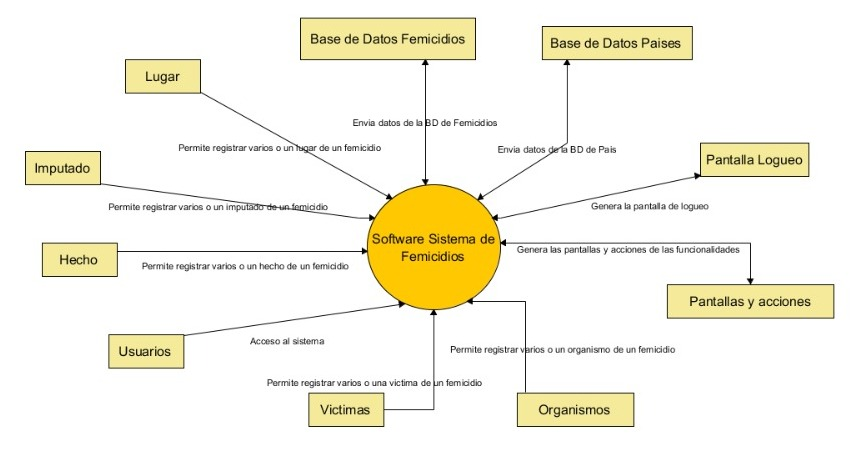 Base de Datos Femicidios
Base de Datos Paises
Lugar
Envia datos de la BD de Femicidios
Permite registrar varios o un lugar de un femicidio
Envia datos de la BD de Pais
Pantalla Logueo
Imputado
Permite registrar varios o un imputado de un femicidio
Genera la pantalla de logueo
Software Sistema de
Femicidios
Genera las pantallas y acciones de las funcionalidades
Hecho
Permite registrar varios o un hecho de un femicidio
Pantallas y acciones
Usuarios
Acceso al sistema
Permite registrar varios o un organismo de un femicidio
Permite registrar varios o una victima de un femicidio
Victimas
Organismos